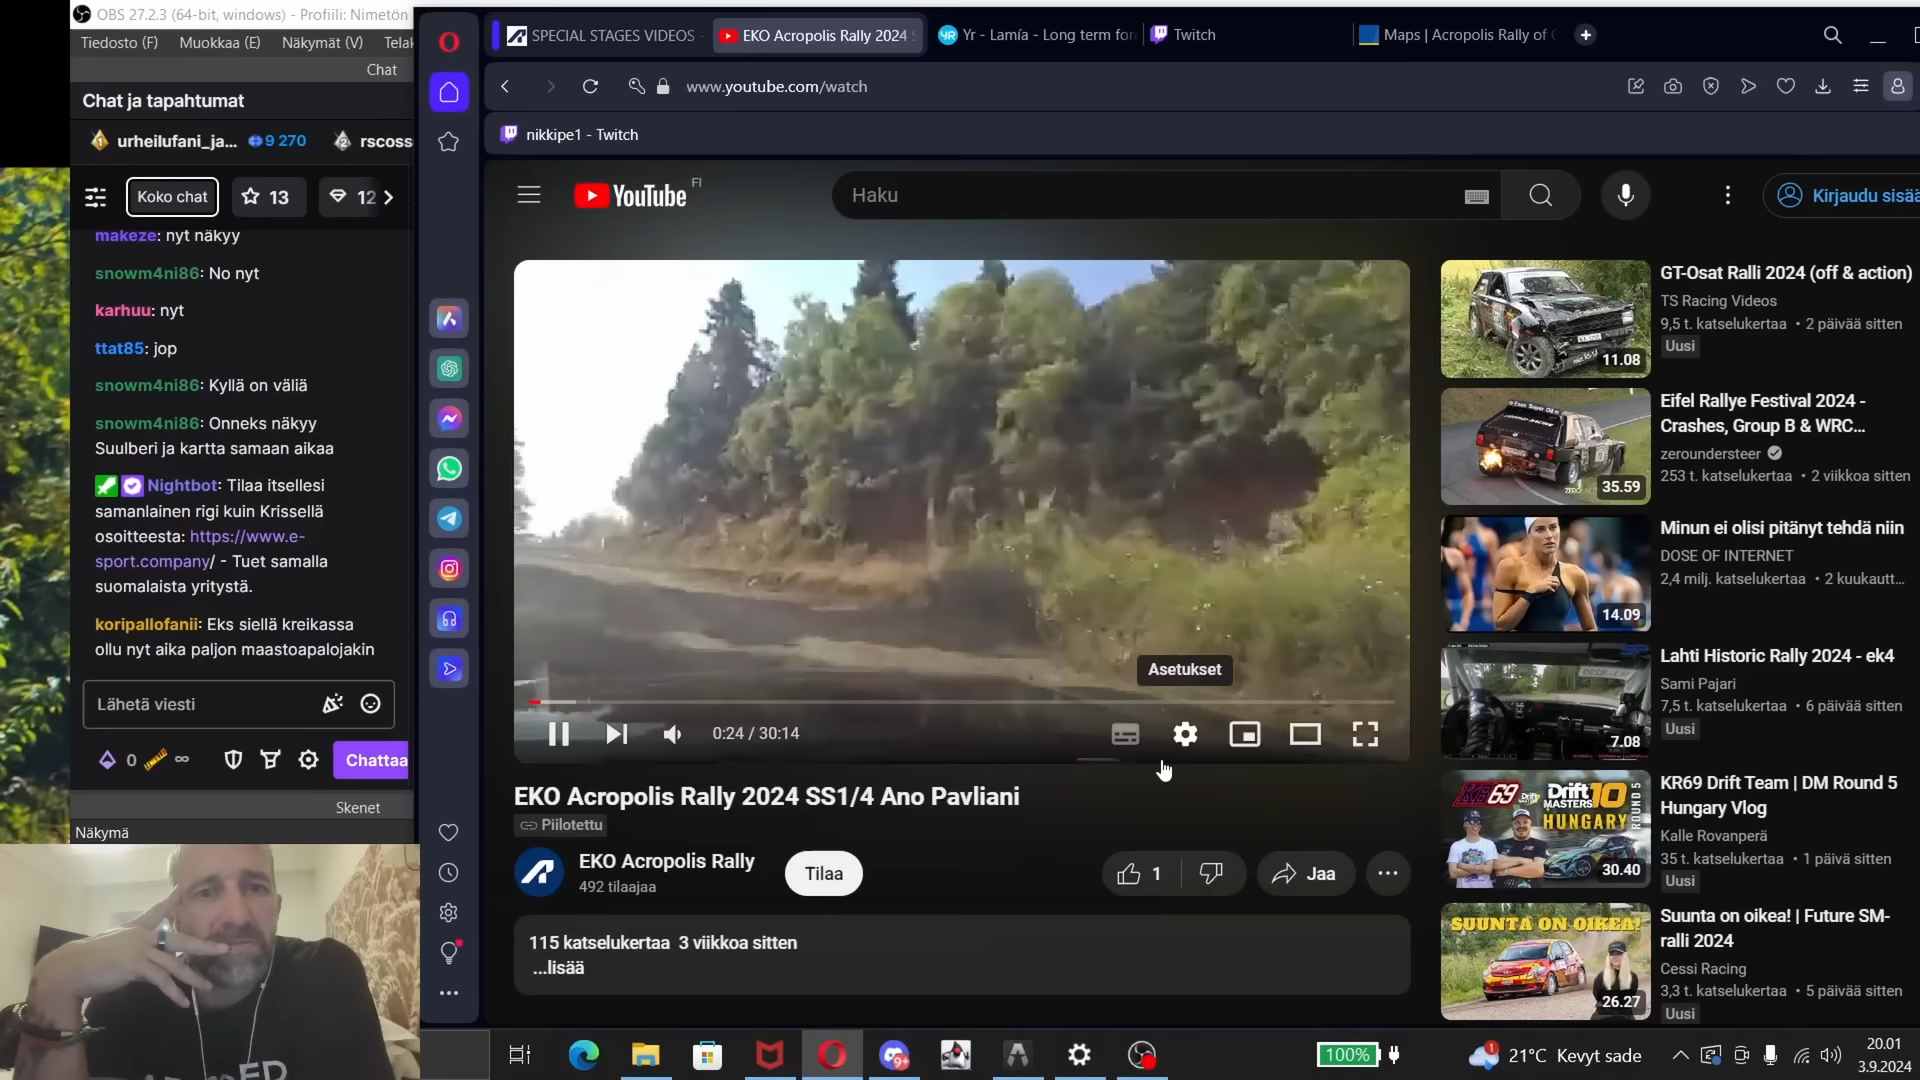 OBS 27.2.3 (64-bit, windows) - Profiili: Nimetön
Tiedosto (F) Muokkaa (E) Näkymät (V) Telak
Chat
Chat ja tapahtumat
urheilufani_ja... 9 270 rscoss
Koko chat 13 12
makeze: nyt näkyy
snowm4ni86: No nyt
karhuu: nyt
ttat85: jop
snowm4ni86: Kyllä on väliä
snowm4ni86: Onneks näkyy
Suulberi ja kartta samaan aikaa
Nightbot: Tilaa itsellesi
samanlainen rigi kuin Krissellä
osoitteesta: https://www.e-
sport.company/ - Tuet samalla
suomalaista yritystä.
koripallofanii: Eks siellä kreikassa
ollu nyt aika paljon maastoapalojakin
Lähetä viesti
0 ∞ Chattaa
Skenet
Näkymä
SPECIAL STAGES VIDEOS - EKO Acropolis Rally 2024 S Yr - Lamía - Long term for Twitch Maps | Acropolis Rally of G
www.youtube.com/watch
nikkipe1 - Twitch
YouTube FI
Haku
Kirjaudu sisää
Asetukset
0:24 / 30:14
EKO Acropolis Rally 2024 SS1/4 Ano Pavliani
Piilotettu
EKO Acropolis Rally
492 tilaajaa
Tilaa
1
Jaa
115 katselukertaa 3 viikkoa sitten
...lisää
GT-Osat Ralli 2024 (off & action)
TS Racing Videos
9,5 t. katselukertaa • 2 päivää sitten
Uusi
11.08
Eifel Rallye Festival 2024 -
Crashes, Group B & WRC...
zeroundersteer
253 t. katselukertaa • 2 viikkoa sitten
35.59
Minun ei olisi pitänyt tehdä niin
DOSE OF INTERNET
2,4 milj. katselukertaa • 2 kuukautt...
14.09
Lahti Historic Rally 2024 - ek4
Sami Pajari
7,5 t. katselukertaa • 6 päivää sitten
Uusi
7.08
KR69 Drift Team | DM Round 5
Hungary Vlog
Kalle Rovanperä
35 t. katselukertaa • 1 päivä sitten
Uusi
69 Drift Masters 10
HUNGARY
ROUND 5
30.40
SUUNTA ON OIKEA!
Suunta on oikea! | Future SM-
ralli 2024
Cessi Racing
3,3 t. katselukertaa • 5 päivää sitten
Uusi
26.27
9+
100%
1
21°C Kevyt sade
20.01
3.9.2024